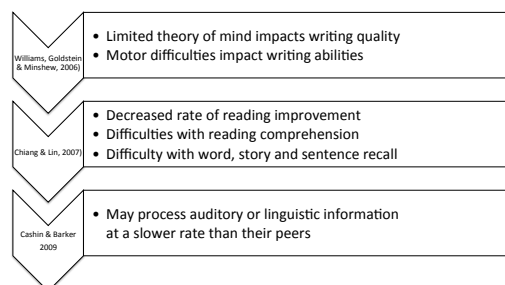 Williams, Goldstein
& Minshew, 2006)
• Limited theory of mind impacts writing quality
• Motor difficulties impact writing abilities
Chiang & Lin, 2007)
• Decreased rate of reading improvement
• Difficulties with reading comprehension
• Difficulty with word, story and sentence recall
Cashin & Barker
2009
• May process auditory or linguistic information
at a slower rate than their peers